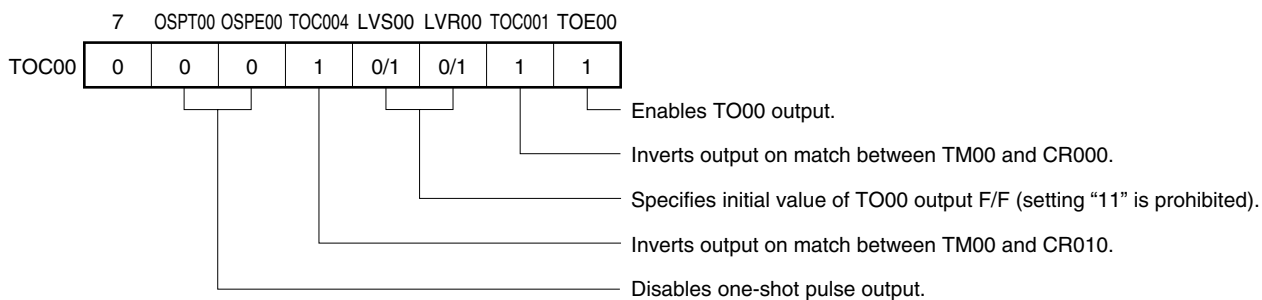 7 OSPT00 OSPE00 TOC004 LVS00 LVR00 TOC001 TOE00
TOC00 0 0 0 1 0/1 0/1 1 1
Enables TO00 output.
Inverts output on match between TM00 and CR000.
Specifies initial value of TO00 output F/F (setting “11” is prohibited).
Inverts output on match between TM00 and CR010.
Disables one-shot pulse output.